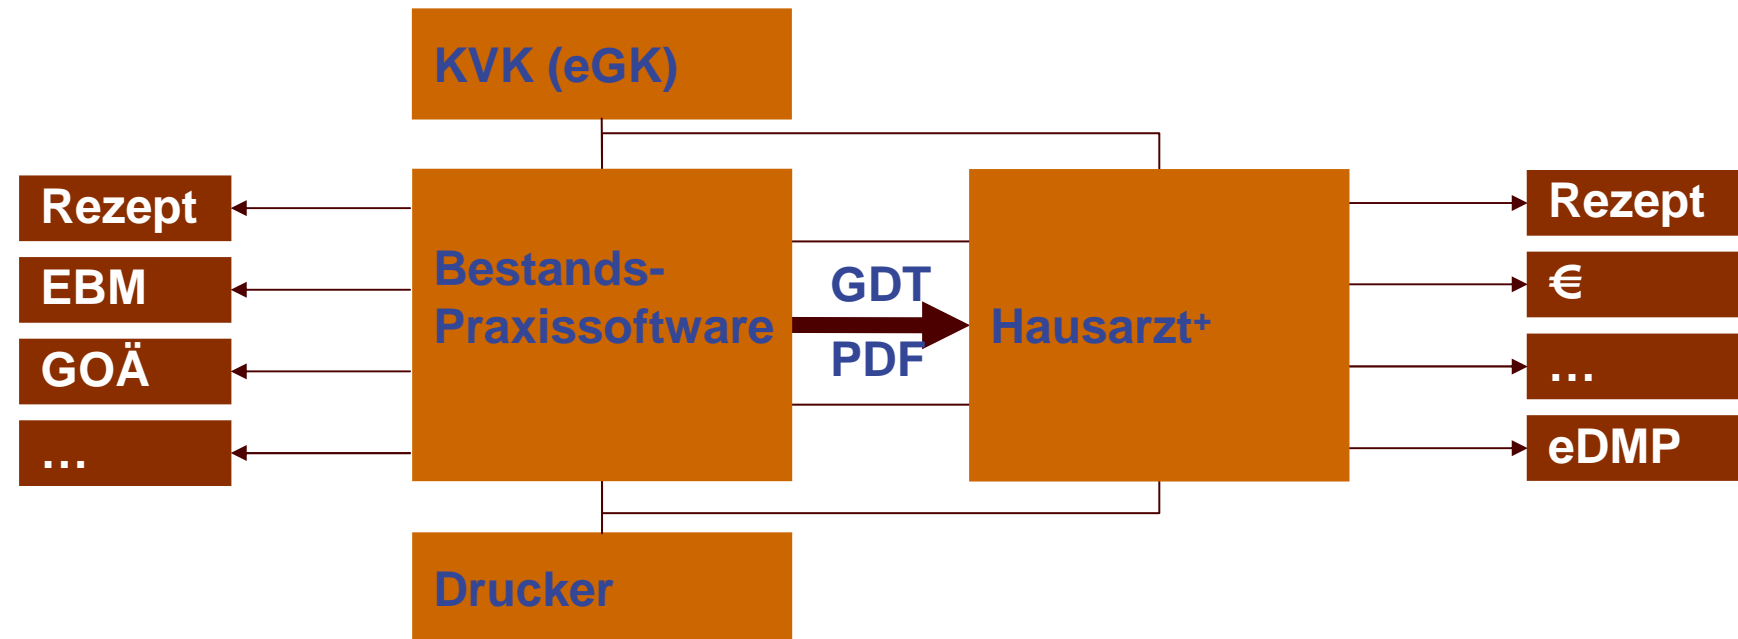 KVK (eGK)
Rezept
EBM
GOÄ
…
Bestands-
Praxissoftware
GDT
PDF
Hausarzt⁺
Rezept
€
…
eDMP
Drucker